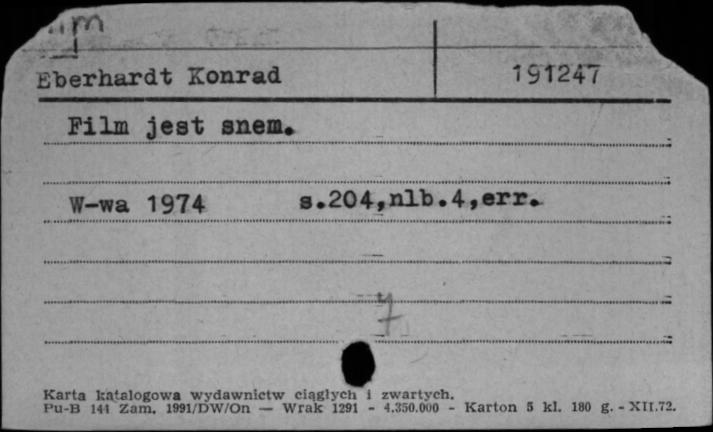 Eberhardt Konrad 191247
Film jest snem.
W-wa 1974 s.204,nlb.4,err.
7
Karta katalogowa wydawnictw ciągłych i zwartych.
Pu-B 141 Zam. 1991/DW/On — Wrak 1291 - 4.350.000 - Karton 5 kl. 180 g. - XII.72.